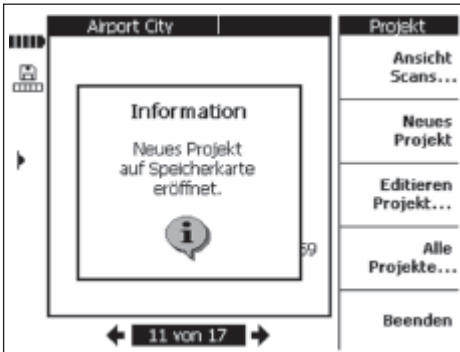 Airport City
Information
Neues Projekt
auf Speicherkarte
eröffnet.
59
11 von 17
Projekt
Ansicht
Scans...
Neues
Projekt
Editieren
Projekt...
Alle
Projekte...
Beenden